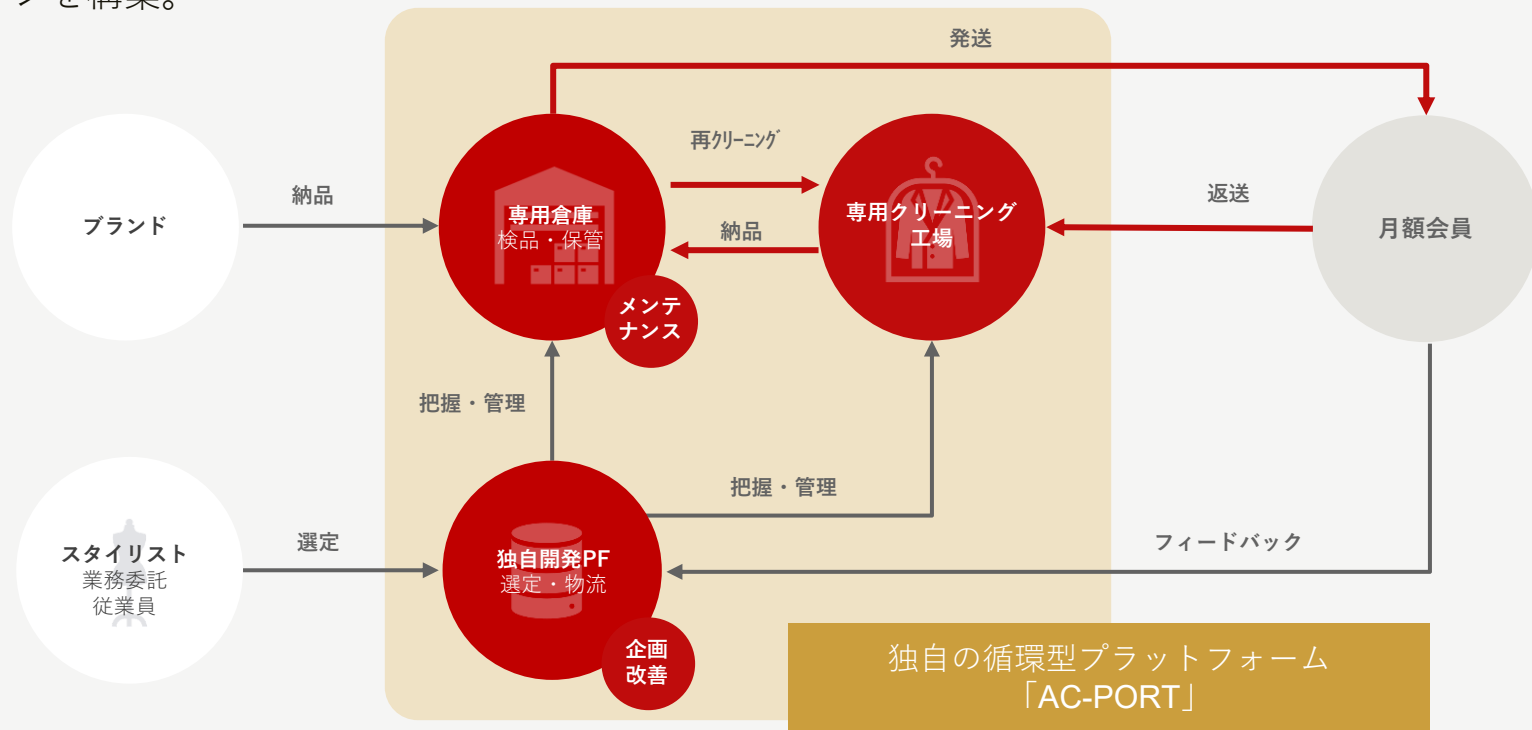 を構築。
発送
再ｸﾘｰﾆﾝｸﾞ
納品
返送
ブランド
専用倉庫
検品・保管
納品
専用クリーニング
工場
月額会員
メンテ
ナンス
把握・管理
把握・管理
選定
フィードバック
スタイリスト
業務委託
従業員
独自開発PF
選定・物流
企画
改善
独自の循環型プラットフォーム
「AC-PORT」